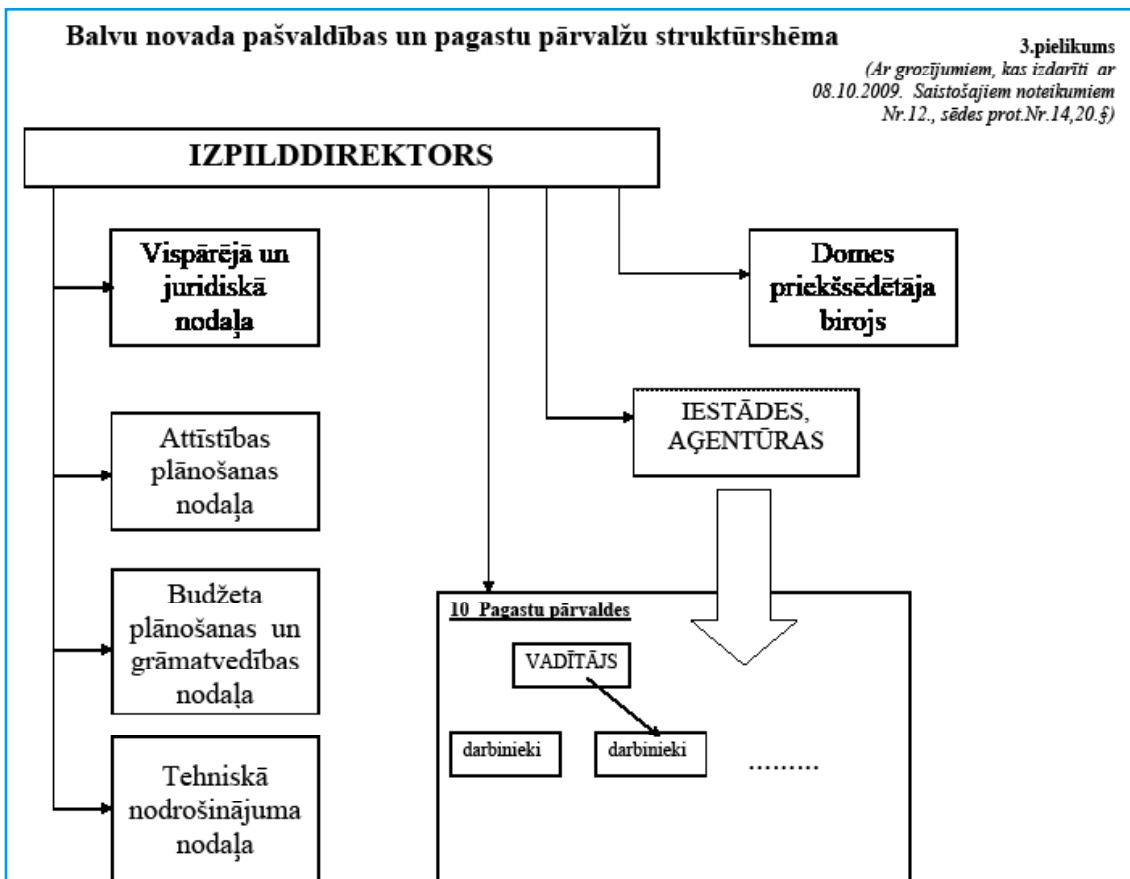 Balvu novada pašvaldības un pagastu pārvalžu struktūrshēma
3.pielikums
(Ar grozījumiem, kas izdarīti ar
08.10.2009. Saistošajiem noteikumiem
Nr.12., sēdes prot.Nr.14,20.§)
IZPILDDIREKTORS
Vispārējā un
juridiskā
nodaļa
Domes
priekšsēdētāja
birojs
Attīstības
plānošanas
nodaļa
IESTĀDES,
AĢENTŪRAS
Budžeta
plānošanas un
grāmatvedības
nodaļa
10 Pagastu pārvaldes
VADĪTĀJS
darbinieki
darbinieki
.........
Tehniskā
nodrošinājuma
nodaļa